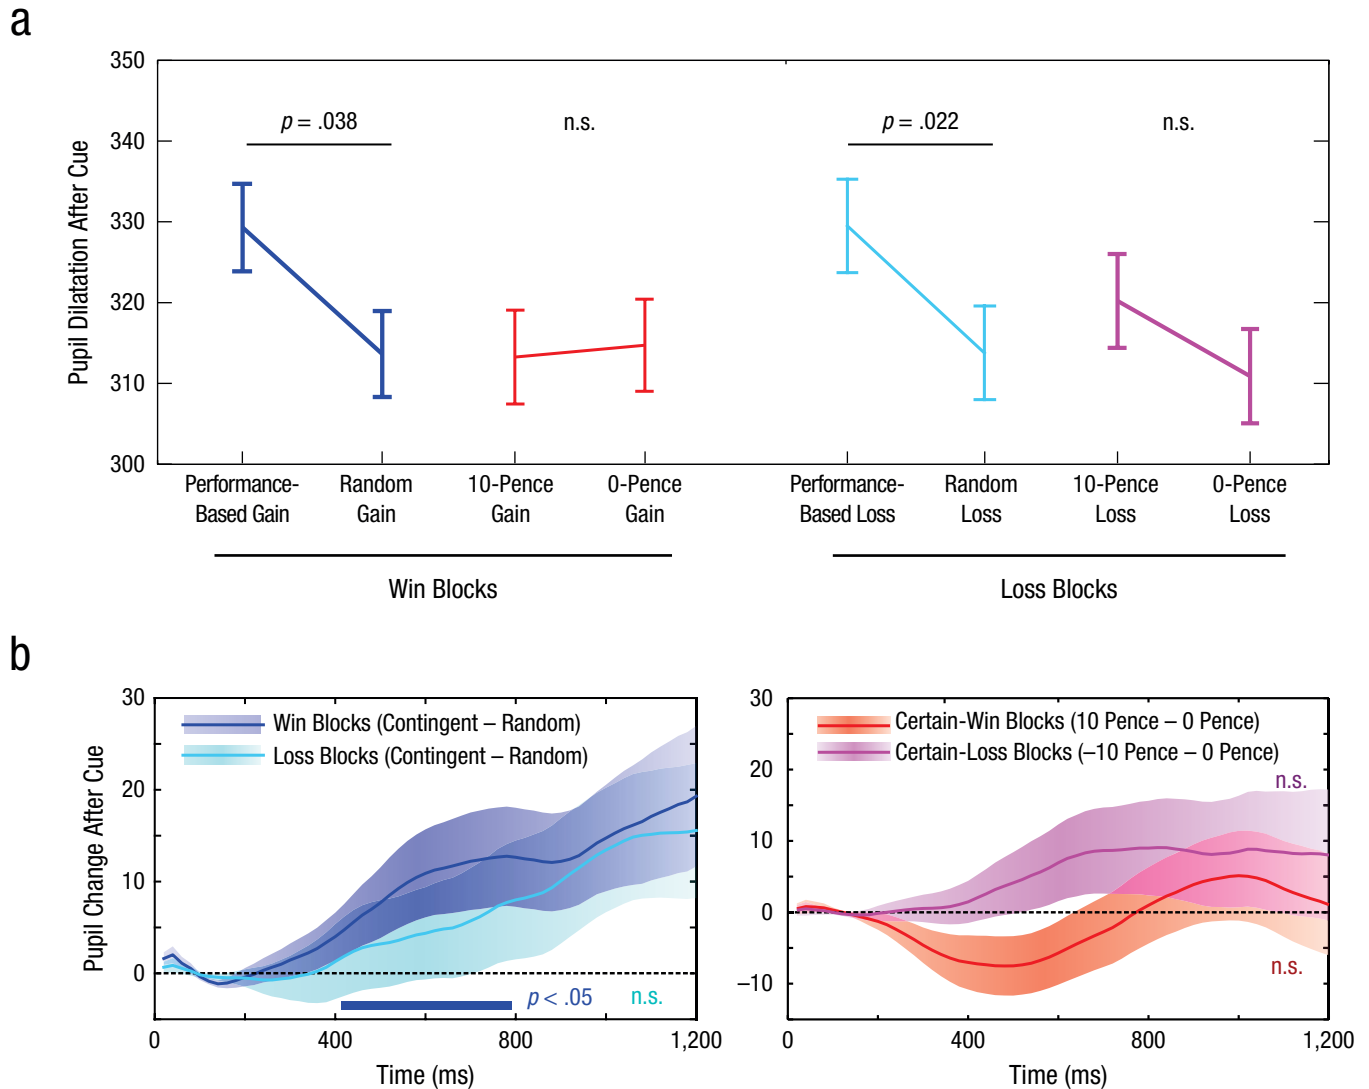 a
350
340
330
320
310
300
Pupil Dilatation After Cue
p = .038
n.s.
p = .022
n.s.
Performance-
Based Gain
Random
Gain
10-Pence
Gain
0-Pence
Gain
Performance-
Based Loss
Random
Loss
10-Pence
Loss
0-Pence
Loss
Win Blocks
Loss Blocks
b
30
20
10
0
Pupil Change After Cue
Win Blocks (Contingent – Random)
Loss Blocks (Contingent – Random)
p < .05
n.s.
0
400
800
1,200
Time (ms)
30
20
10
0
–10
Certain-Win Blocks (10 Pence – 0 Pence)
Certain-Loss Blocks (–10 Pence – 0 Pence)
n.s.
n.s.
0
400
800
1,200
Time (ms)